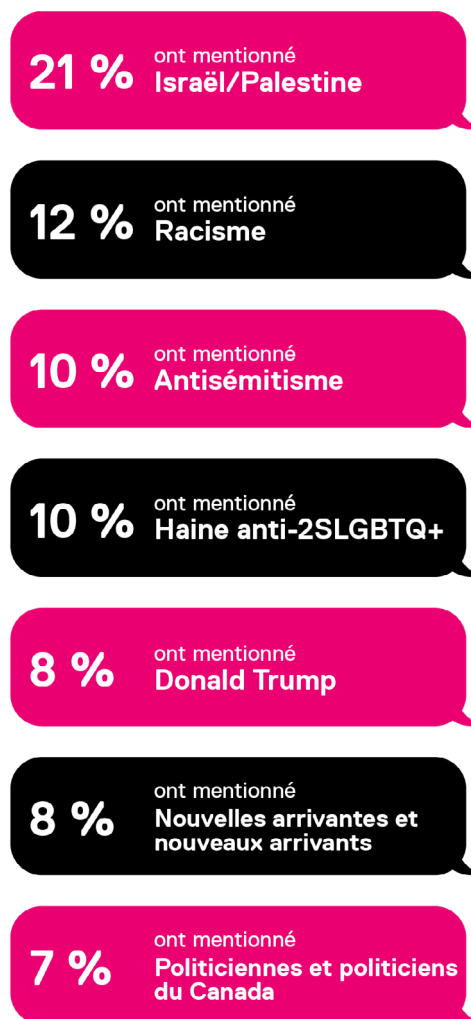 21 % ont mentionné
Israël/Palestine
12 % ont mentionné
Racisme
10 % ont mentionné
Antisémitisme
10 % ont mentionné
Haine anti-2SLGBTQ+
8 % ont mentionné
Donald Trump
8 % ont mentionné
Nouvelles arrivantes et
nouveaux arrivants
7 % ont mentionné
Politiciennes et politiciens
du Canada